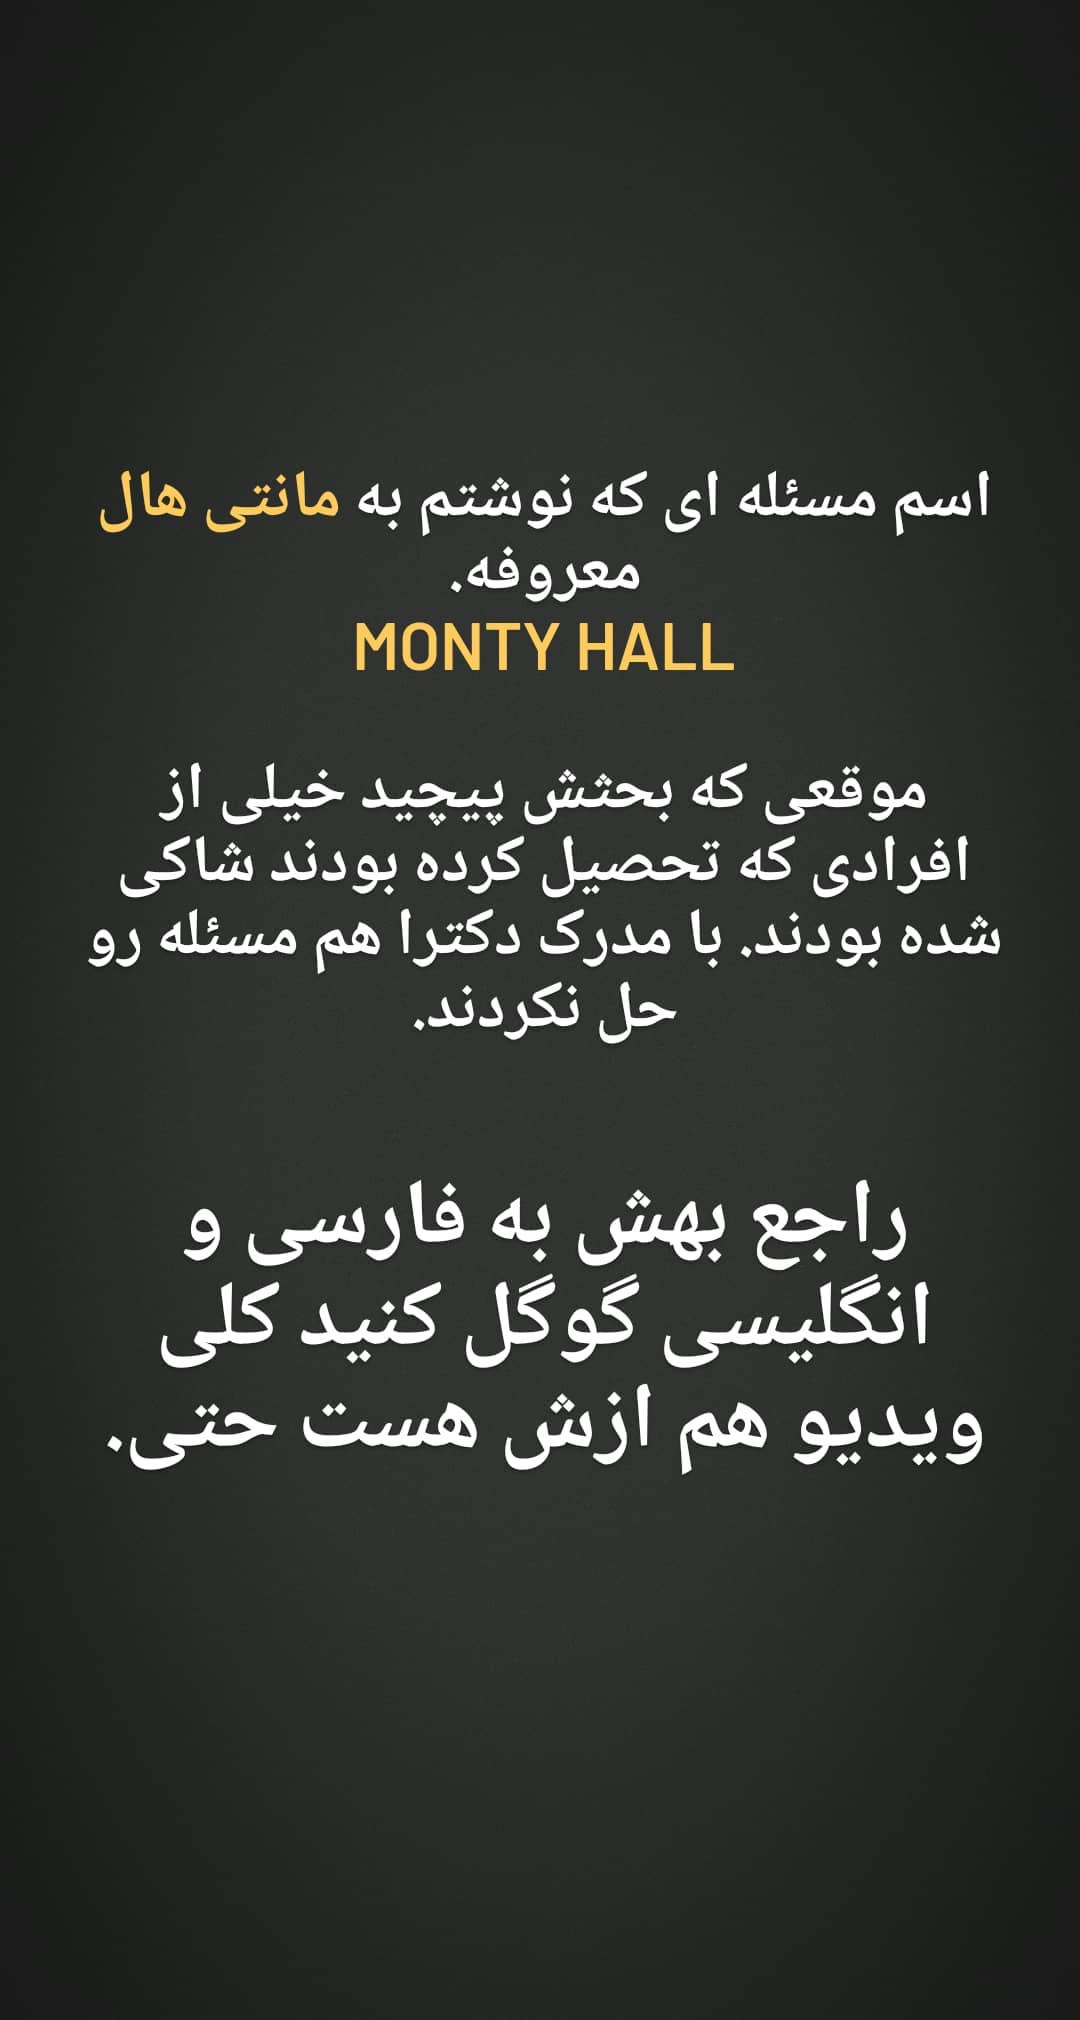 اسم مسئله ای که نوشتم به مانتی هال
معروفه.
MONTY HALL
موقعی که بحثش پیچید خیلی از
افرادی که تحصیل کرده بودند شاکی
شده بودند. با مدرک دکترا هم مسئله رو
حل نکردند.
راجع بهش به فارسی و
انگلیسی گوگل کنید کلی
ویدیو هم ازش هست حتی.